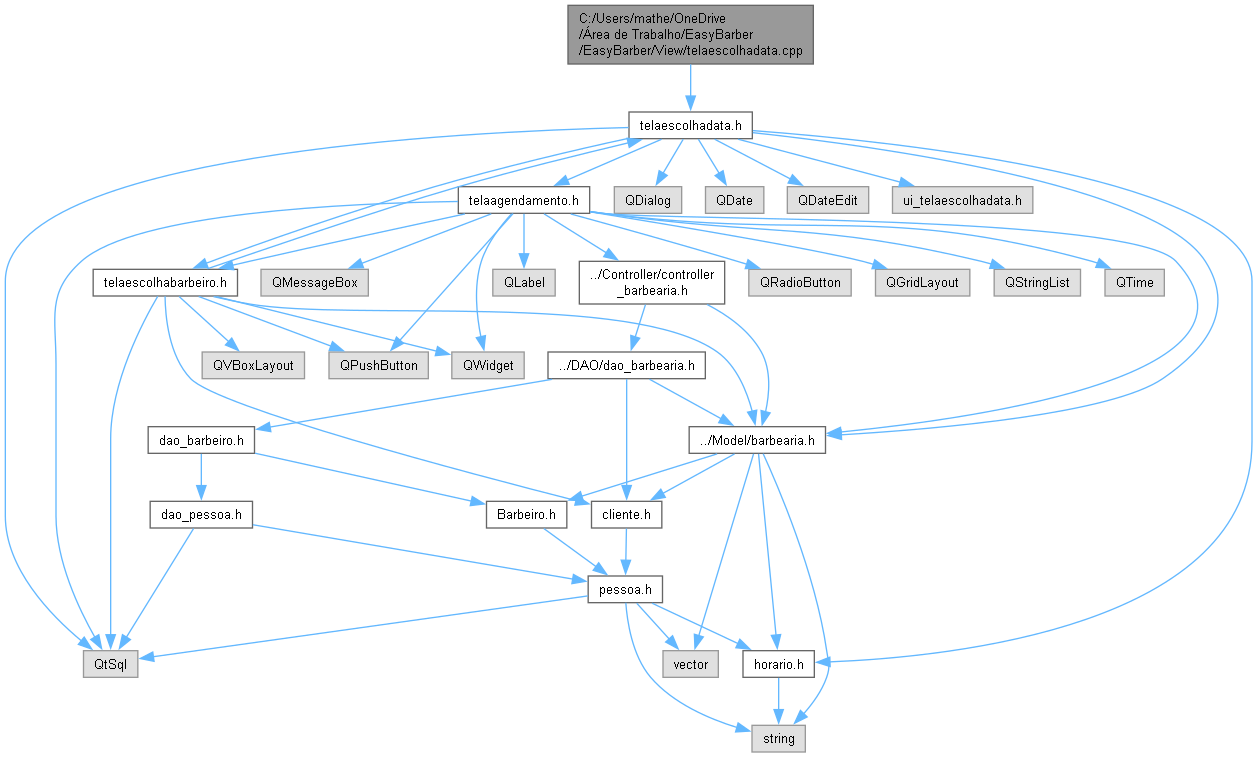 C:/Users/mathe/OneDrive
/Área de Trabalho/EasyBarber
/EasyBarber/View/telaescolhadata.cpp
telaescolhadata.h
telaagendamento.h
QDialog
QDate
QDateEdit
ui_telaescolhadata.h
telaescolhabarbeiro.h
QMessageBox
QLabel
../Controller/controller
_barbearia.h
QRadioButton
QGridLayout
QStringList
QTime
QVBoxLayout
QPushButton
QWidget
../DAO/dao_barbearia.h
dao_barbeiro.h
../Model/barbearia.h
dao_pessoa.h
Barbeiro.h
cliente.h
pessoa.h
QtSql
vector
horario.h
string